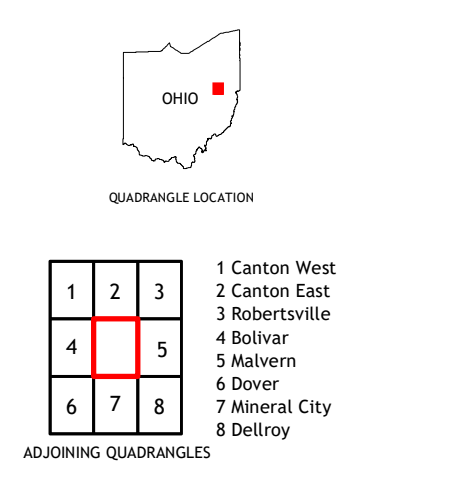 OHIO
QUADRANGLE LOCATION
1 2 3
4 5
6 7 8
1 Canton West
2 Canton East
3 Robertsville
4 Bolivar
5 Malvern
6 Dover
7 Mineral City
8 Dellroy
ADJOINING QUADRANGLES